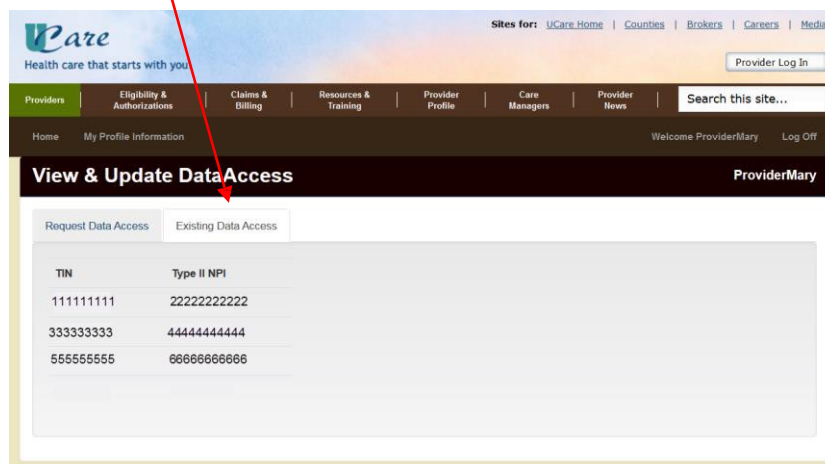 Sites for: UCare Home | Counties | Brokers | Careers | Media
UCare
Health care that starts with you
Provider Log In
Providers | Eligibility & Authorizations | Claims & Billing | Resources & Training | Provider Profile | Care Managers | Provider News | Search this site...
Home My Profile Information Welcome ProviderMary Log Off
View & Update DataAccess ProviderMary
Request Data Access Existing Data Access
TIN Type II NPI
111111111 22222222222
333333333 44444444444
555555555 66666666666